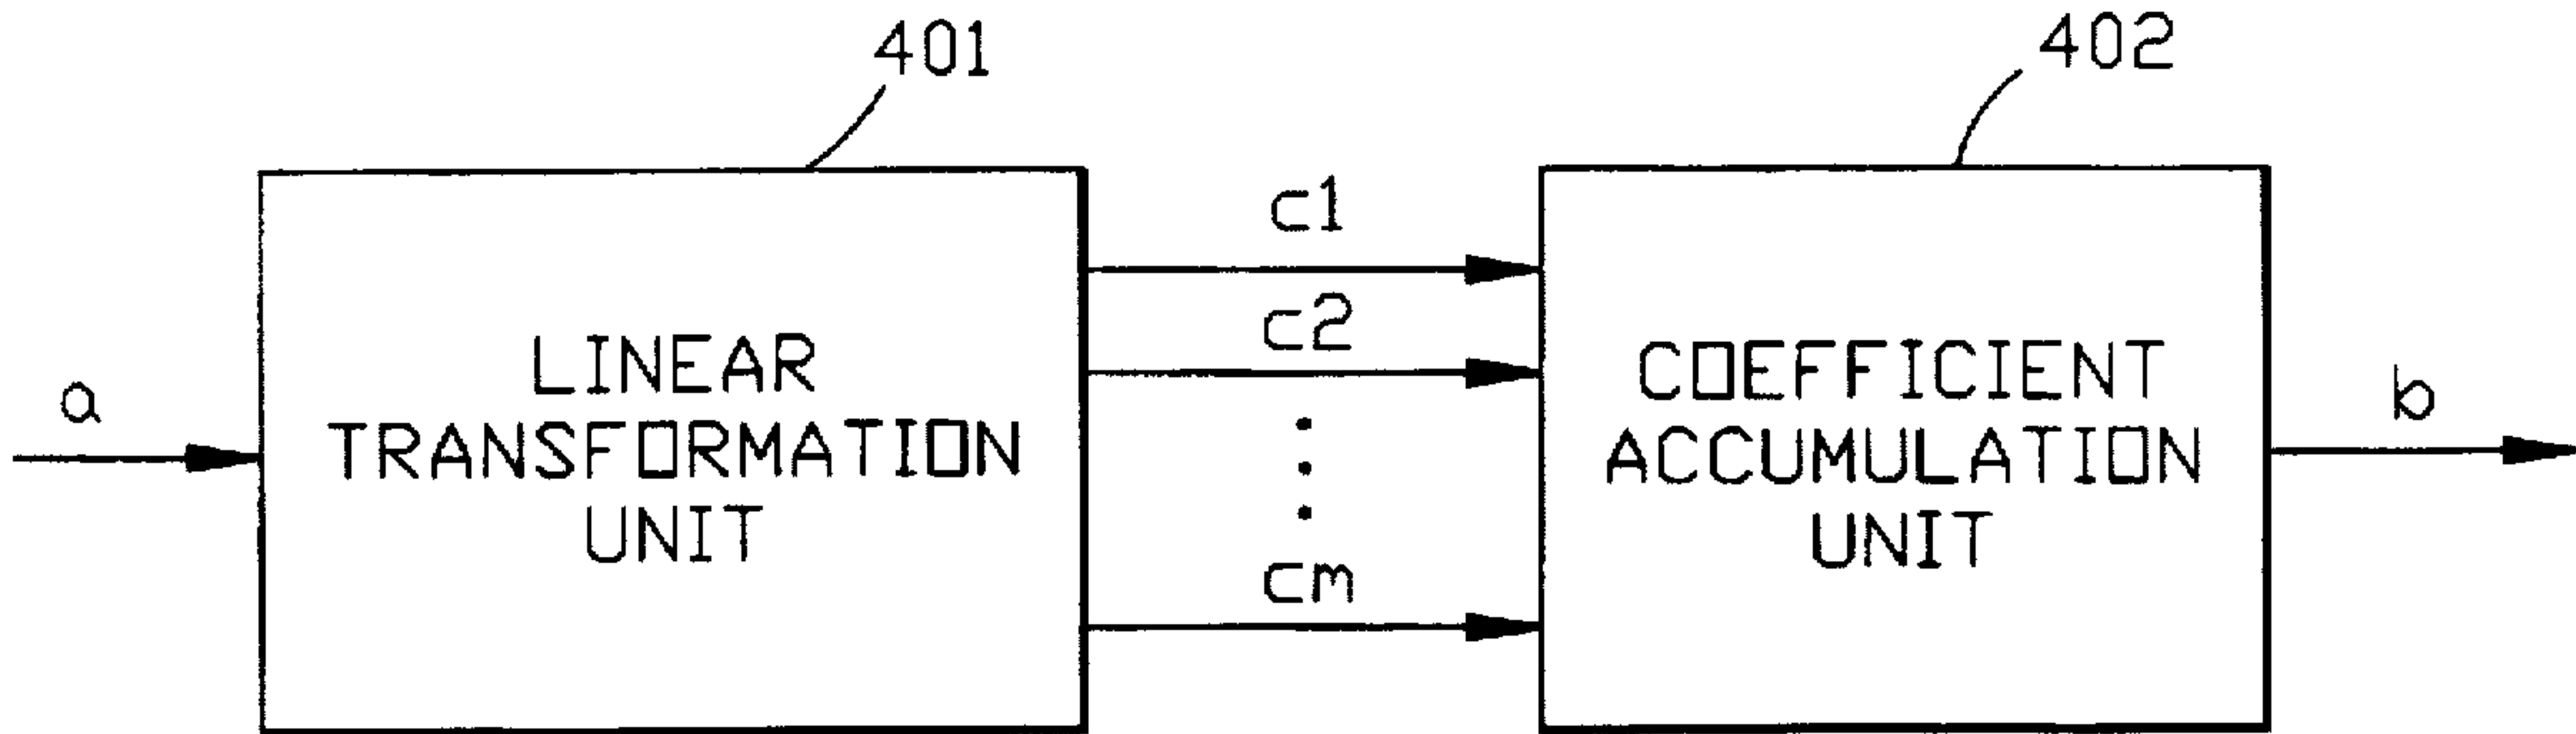 401
402
a
LINEAR
TRANSFORMATION
UNIT
c1
c2
cm
COEFFICIENT
ACCUMULATION
UNIT
b